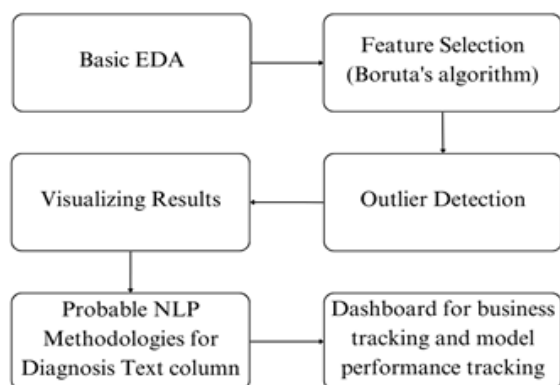 Basic EDA
Feature Selection
(Boruta's algorithm)
Visualizing Results
Outlier Detection
Probable NLP
Methodologies for
Diagnosis Text column
Dashboard for business
tracking and model
performance tracking